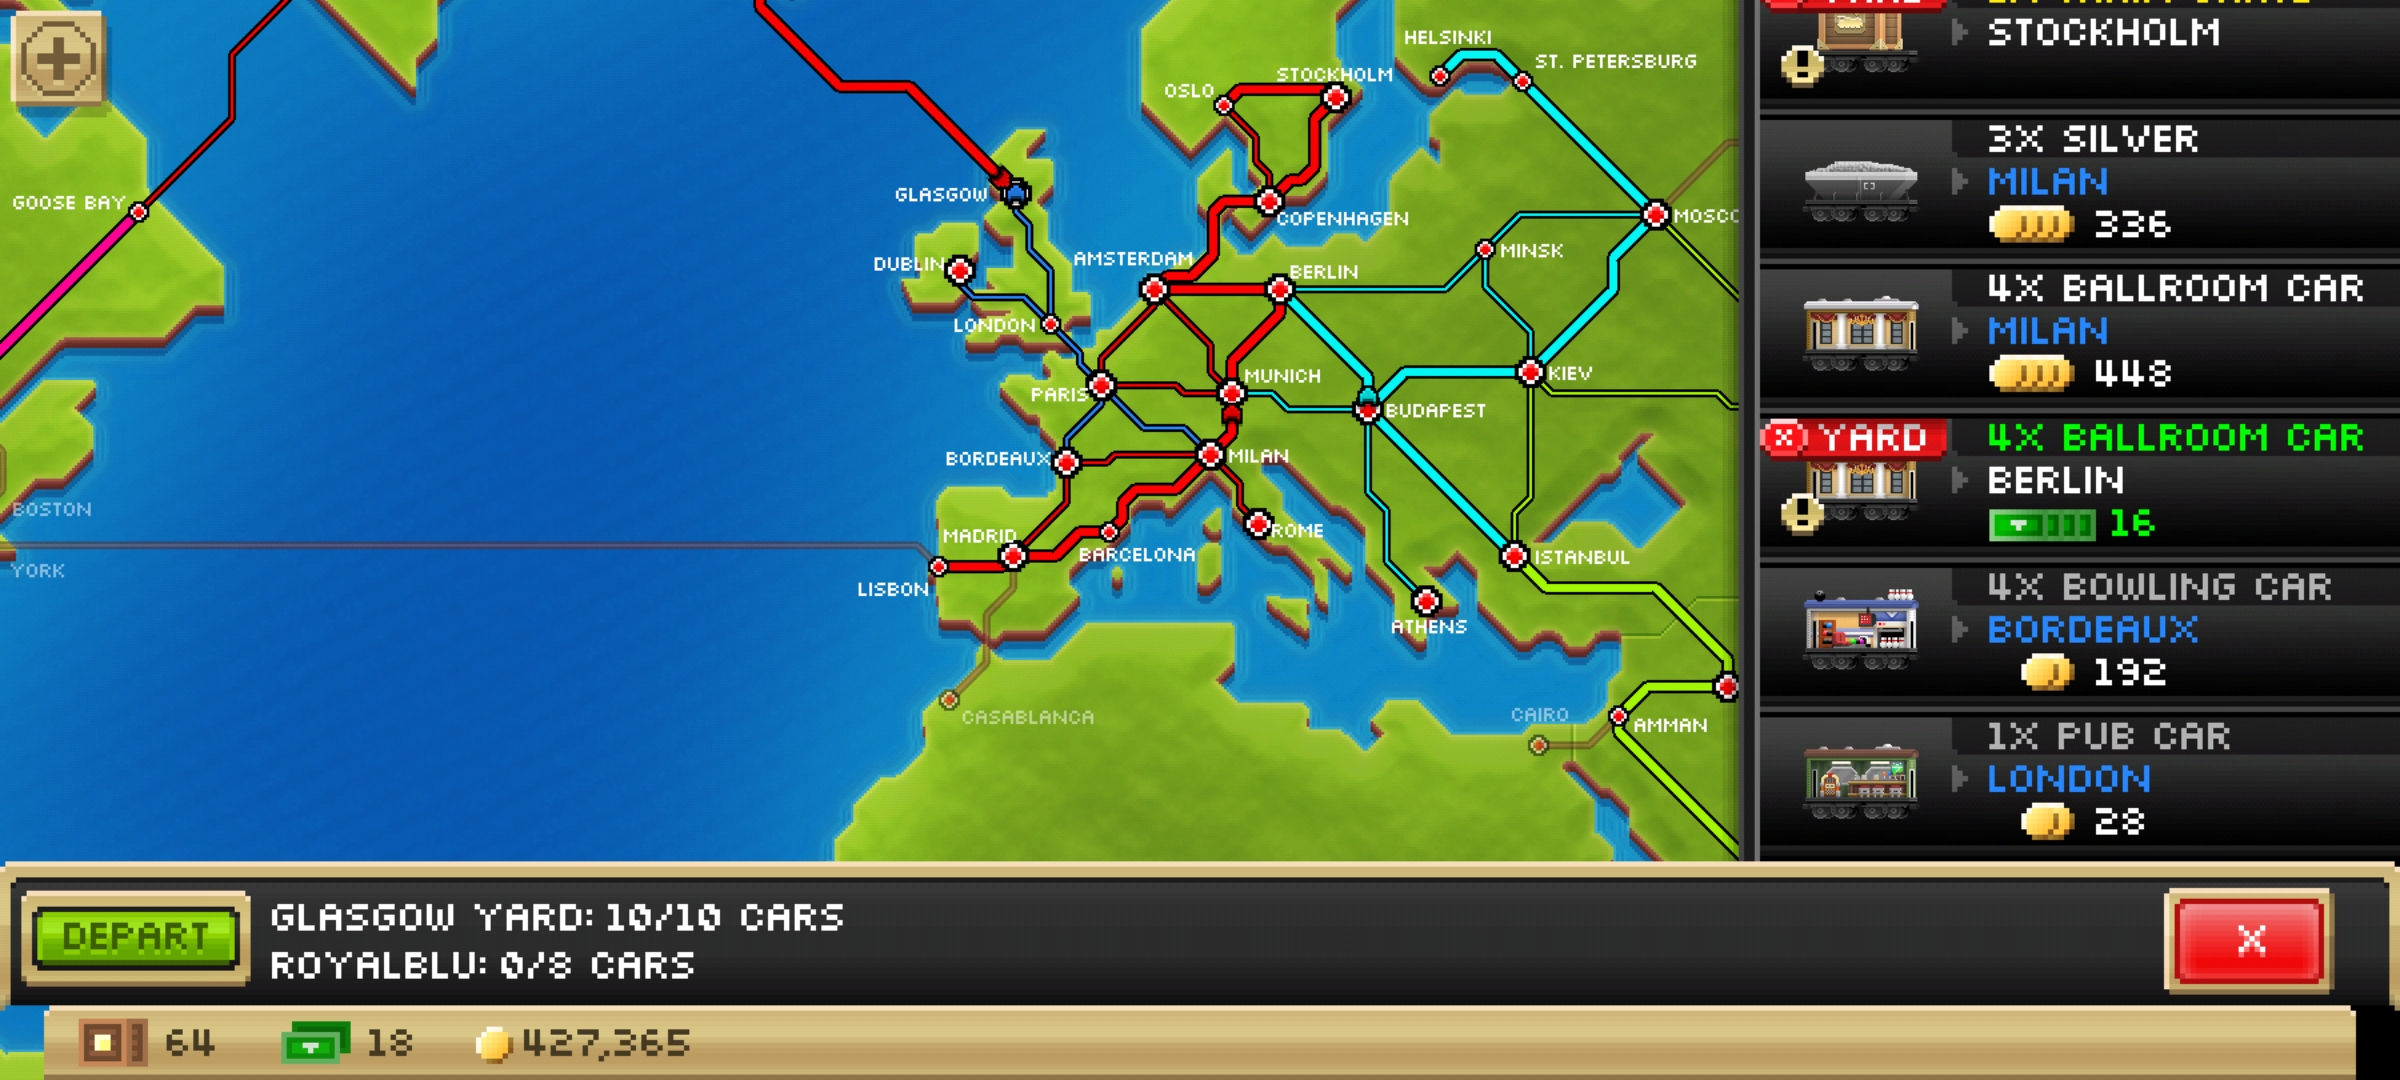 HELSINKI
ST. PETERSBURG
STOCKHOLM
OSLO
GLASGOW
GOOSE BAY
COPENHAGEN
MINSK
DUBLIN
AMSTERDAM
BERLIN
LONDON
MUNICH
KIEV
PARIS
BUDAPEST
BORDEAUX
MILAN
BOSTON
MADRID
ROME
BARCELONA
ISTANBUL
YORK
LISBON
ATHENS
CASABLANCA
CAIRO
AMMAN
STOCKHOLM
3X SILVER
MILAN
336
4X BALLROOM CAR
MILAN
448
YARD
4X BALLROOM CAR
BERLIN
16
4X BOWLING CAR
BORDEAUX
192
1X PUB CAR
LONDON
28
DEPART
GLASGOW YARD: 10/10 CARS
ROYALBLU: 0/8 CARS
X
64
18
427,365